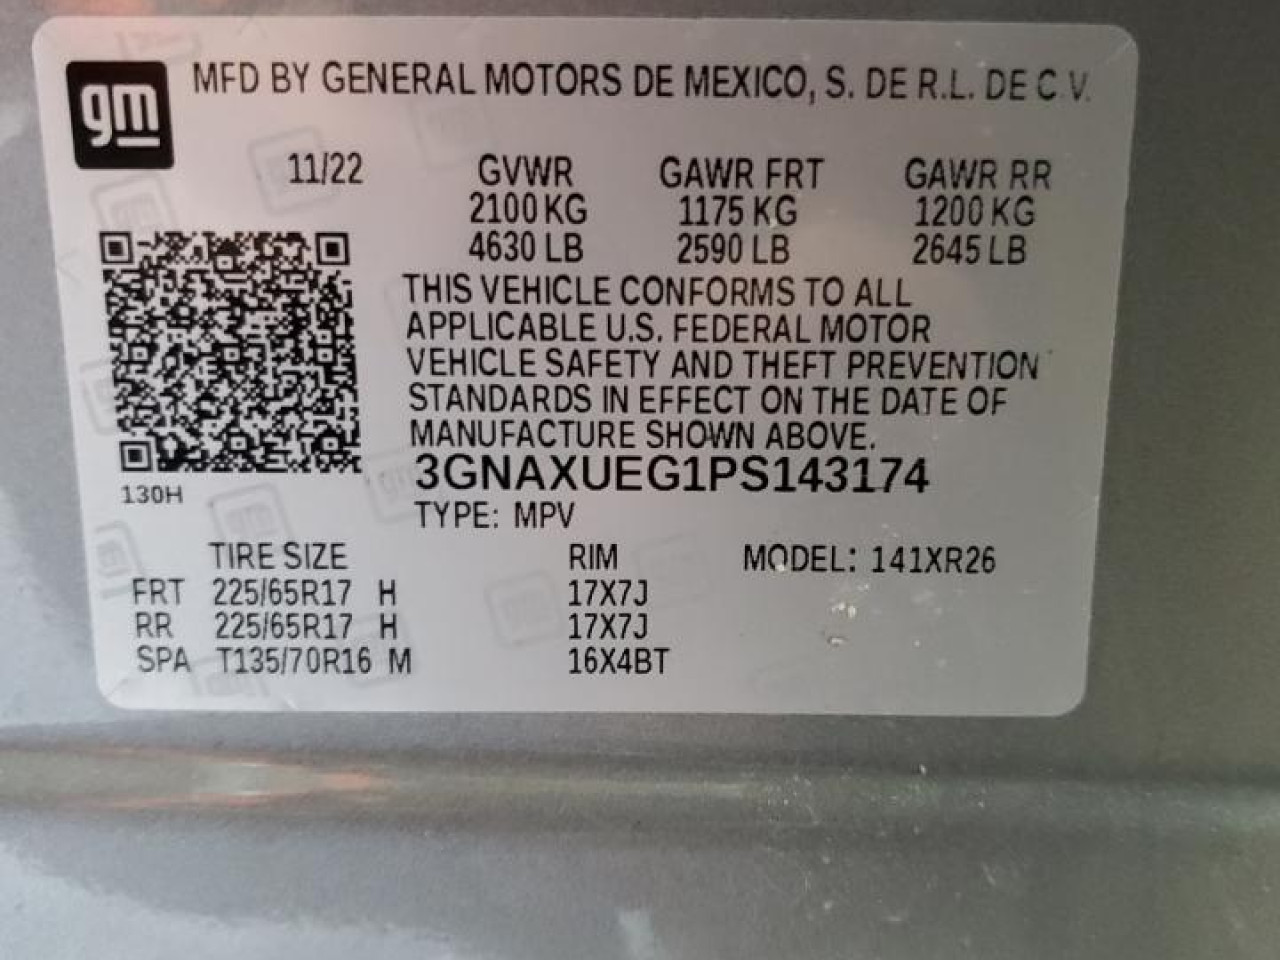 gm
MFD BY GENERAL MOTORS DE MEXICO, S. DE R.L. DE C.V.
11/22 GVWR GAWR FRT GAWR RR
2100 KG 1175 KG 1200 KG
4630 LB 2590 LB 2645 LB
THIS VEHICLE CONFORMS TO ALL
APPLICABLE U.S. FEDERAL MOTOR
VEHICLE SAFETY AND THEFT PREVENTION
STANDARDS IN EFFECT ON THE DATE OF
MANUFACTURE SHOWN ABOVE.
3GNAXUEG1PS143174
130H
TYPE: MPV
TIRE SIZE RIM MODEL: 141XR26
FRT 225/65R17 H 17X7J
RR 225/65R17 H 17X7J
SPA T135/70R16 M 16X4BT